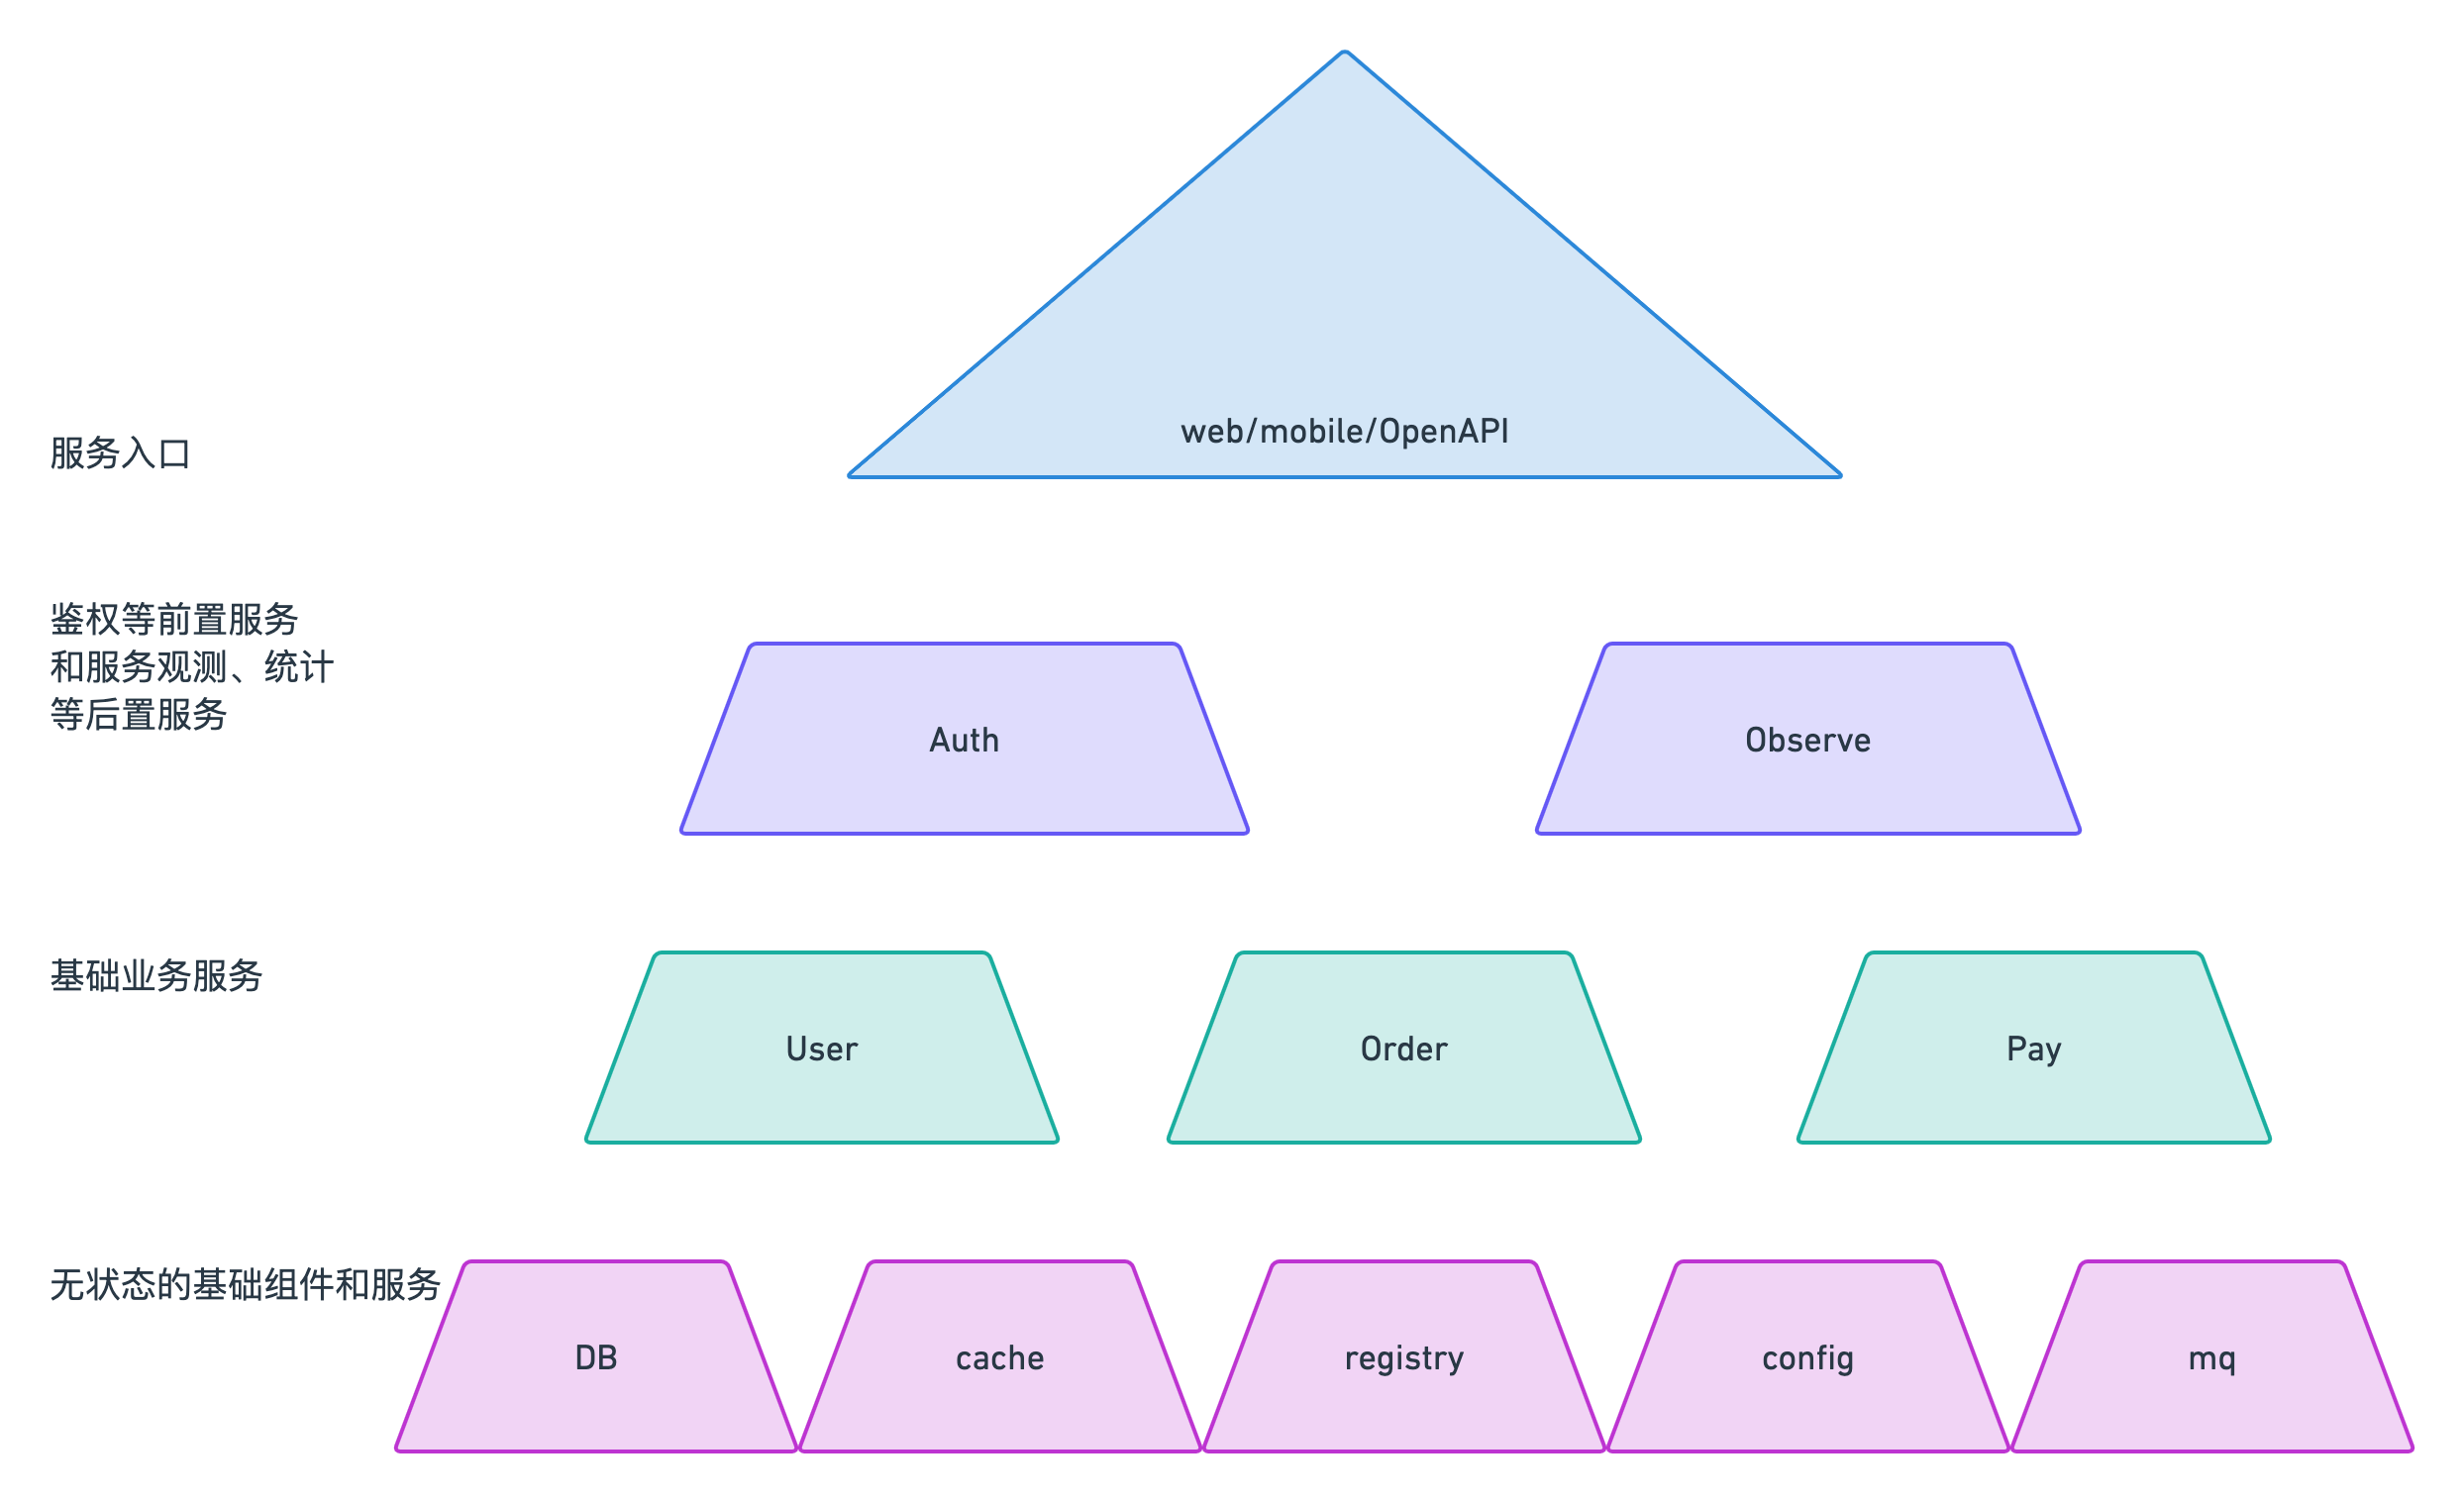 web/mobile/OpenAPI
服务入口
鉴权等前置服务
和服务观测、统计
等后置服务
Auth
Observe
基础业务服务
User
Order
Pay
无状态的基础组件和服务
DB
cache
registry
config
mq